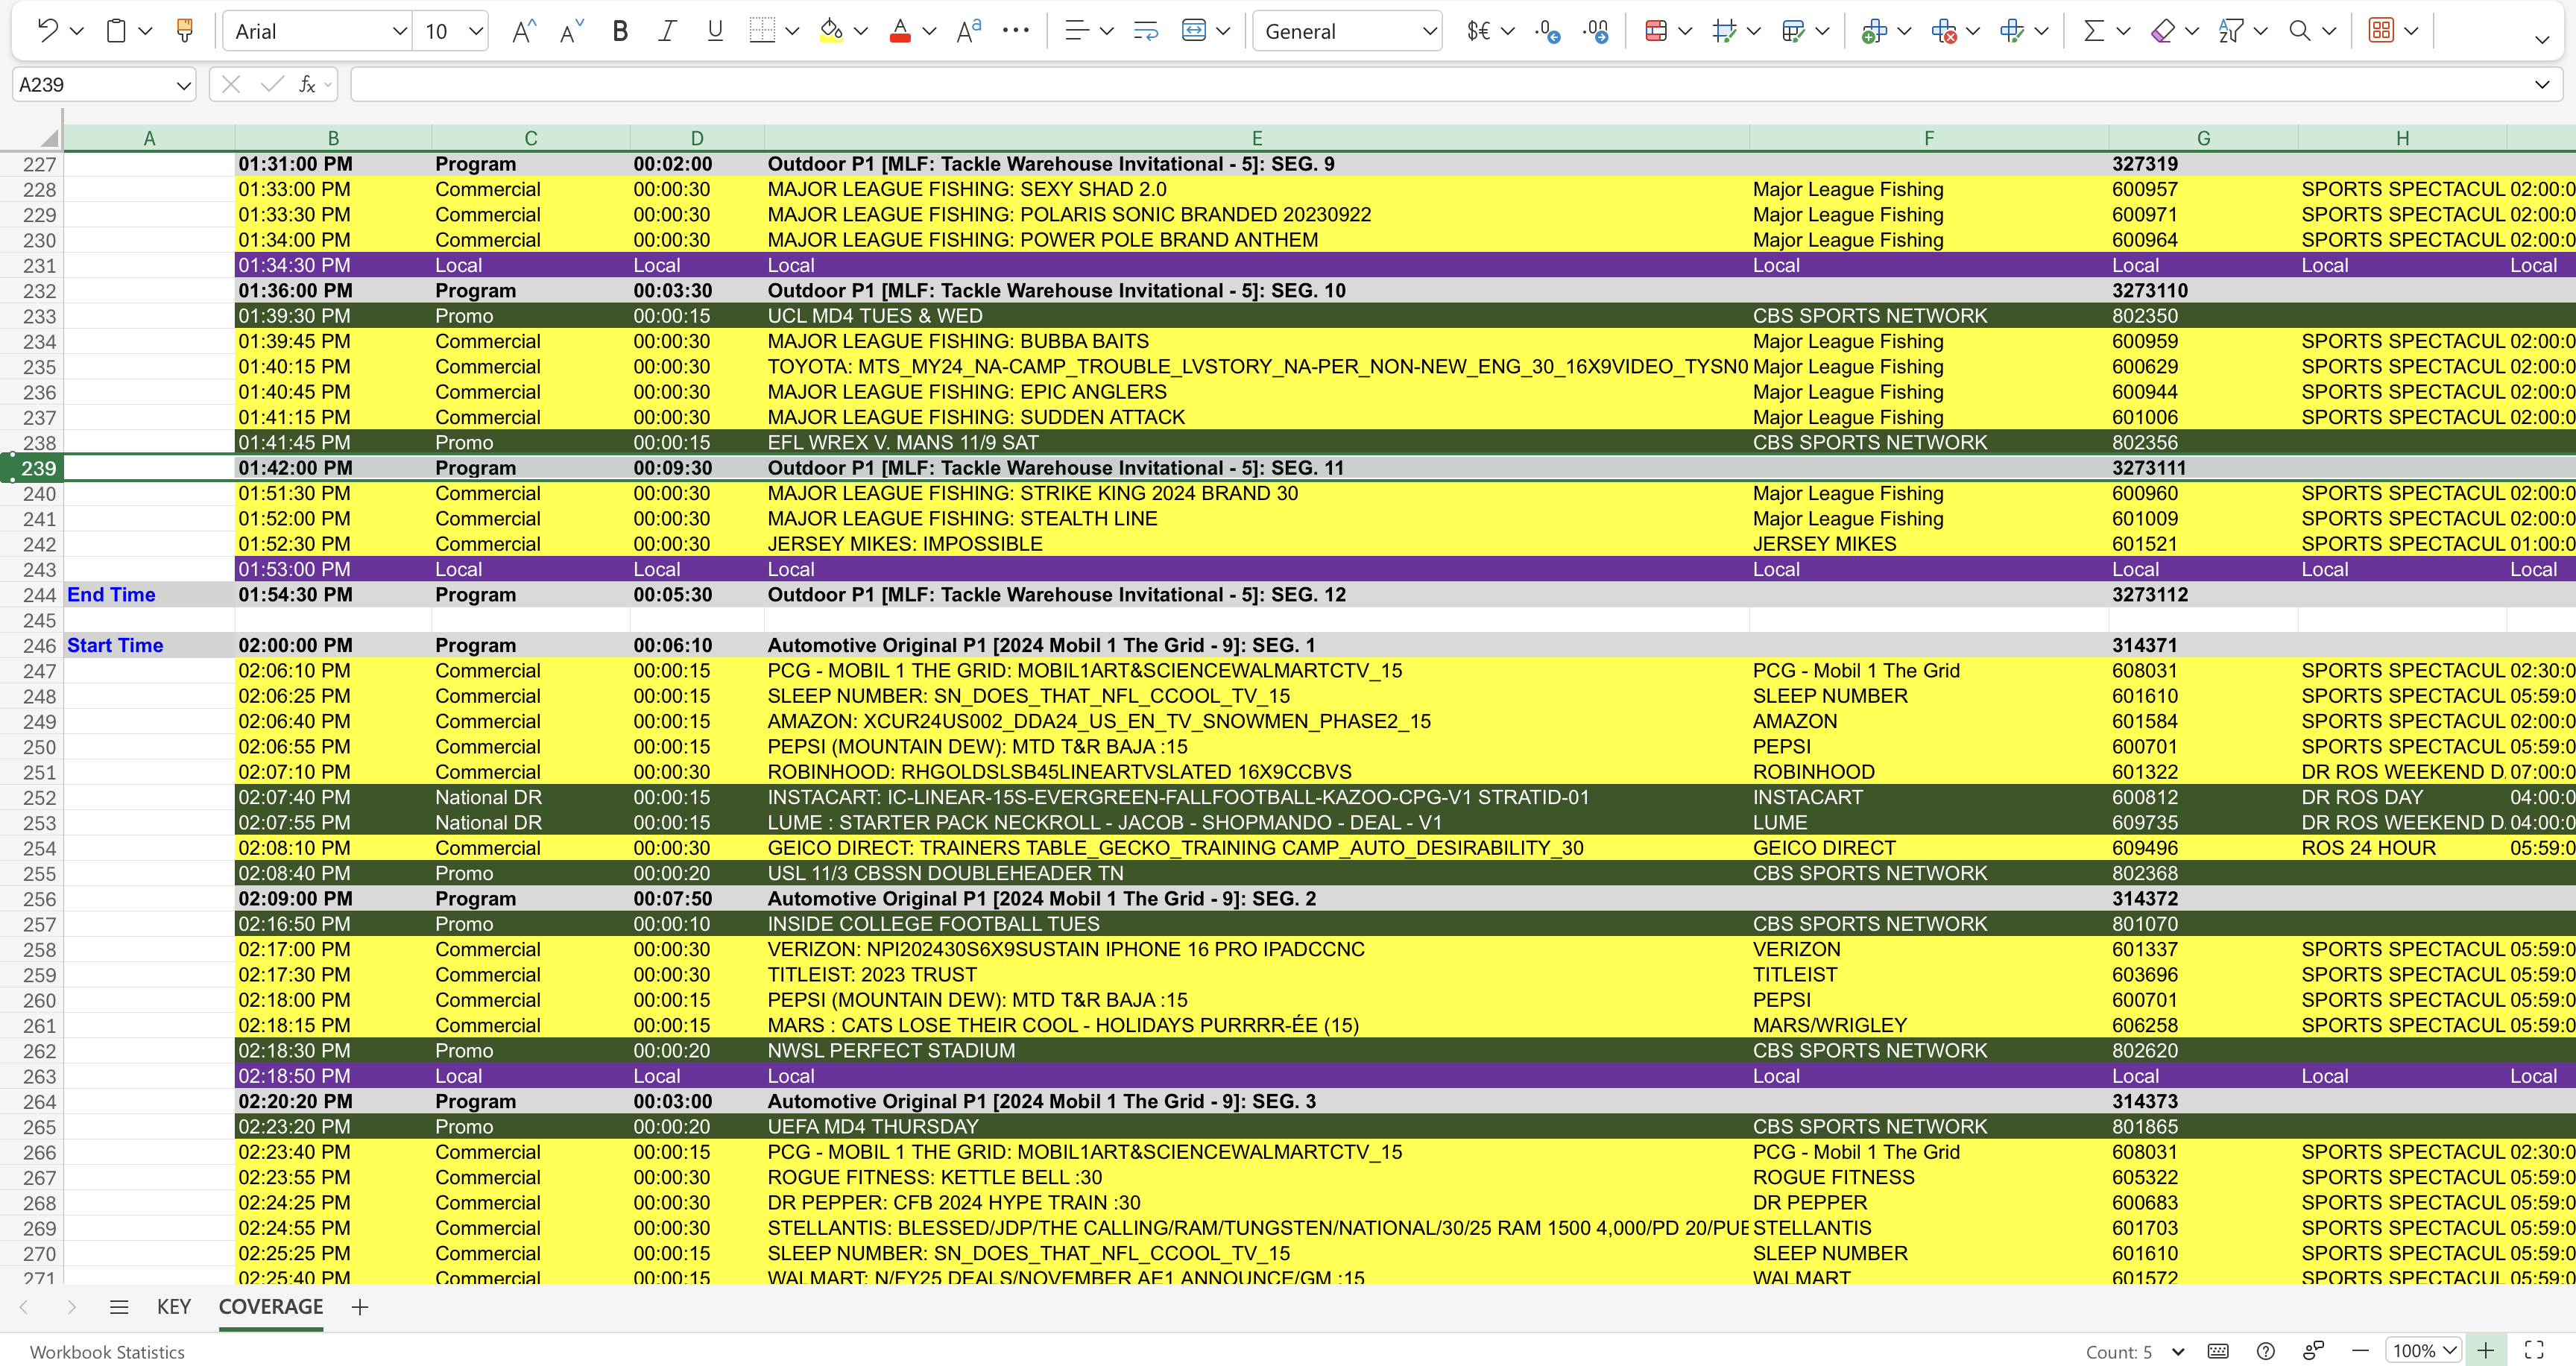 Arial 10 A^ A˅ B I U A Aª General $€ .0 .00 Σ
A239 fx
A B C D E F G H
227 01:31:00 PM Program 00:02:00 Outdoor P1 [MLF: Tackle Warehouse Invitational - 5]: SEG. 9 327319
228 01:33:00 PM Commercial 00:00:30 MAJOR LEAGUE FISHING: SEXY SHAD 2.0 Major League Fishing 600957 SPORTS SPECTACUL 02:00:0
229 01:33:30 PM Commercial 00:00:30 MAJOR LEAGUE FISHING: POLARIS SONIC BRANDED 20230922 Major League Fishing 600971 SPORTS SPECTACUL 02:00:0
230 01:34:00 PM Commercial 00:00:30 MAJOR LEAGUE FISHING: POWER POLE BRAND ANTHEM Major League Fishing 600964 SPORTS SPECTACUL 02:00:0
231 01:34:30 PM Local Local Local Local Local Local Local
232 01:36:00 PM Program 00:03:30 Outdoor P1 [MLF: Tackle Warehouse Invitational - 5]: SEG. 10 3273110
233 01:39:30 PM Promo 00:00:15 UCL MD4 TUES & WED CBS SPORTS NETWORK 802350
234 01:39:45 PM Commercial 00:00:30 MAJOR LEAGUE FISHING: BUBBA BAITS Major League Fishing 600959 SPORTS SPECTACUL 02:00:0
235 01:40:15 PM Commercial 00:00:30 TOYOTA: MTS_MY24_NA-CAMP_TROUBLE_LVSTORY_NA-PER_NON-NEW_ENG_30_16X9VIDEO_TYSN0 Major League Fishing 600629 SPORTS SPECTACUL 02:00:0
236 01:40:45 PM Commercial 00:00:30 MAJOR LEAGUE FISHING: EPIC ANGLERS Major League Fishing 600944 SPORTS SPECTACUL 02:00:0
237 01:41:15 PM Commercial 00:00:30 MAJOR LEAGUE FISHING: SUDDEN ATTACK Major League Fishing 601006 SPORTS SPECTACUL 02:00:0
238 01:41:45 PM Promo 00:00:15 EFL WREX V. MANS 11/9 SAT CBS SPORTS NETWORK 802356
239 01:42:00 PM Program 00:09:30 Outdoor P1 [MLF: Tackle Warehouse Invitational - 5]: SEG. 11 3273111
240 01:51:30 PM Commercial 00:00:30 MAJOR LEAGUE FISHING: STRIKE KING 2024 BRAND 30 Major League Fishing 600960 SPORTS SPECTACUL 02:00:0
241 01:52:00 PM Commercial 00:00:30 MAJOR LEAGUE FISHING: STEALTH LINE Major League Fishing 601009 SPORTS SPECTACUL 02:00:0
242 01:52:30 PM Commercial 00:00:30 JERSEY MIKES: IMPOSSIBLE JERSEY MIKES 601521 SPORTS SPECTACUL 01:00:0
243 01:53:00 PM Local Local Local Local Local Local Local
244 End Time 01:54:30 PM Program 00:05:30 Outdoor P1 [MLF: Tackle Warehouse Invitational - 5]: SEG. 12 3273112
245
246 Start Time 02:00:00 PM Program 00:06:10 Automotive Original P1 [2024 Mobil 1 The Grid - 9]: SEG. 1 314371
247 02:06:10 PM Commercial 00:00:15 PCG - MOBIL 1 THE GRID: MOBIL1ART&SCIENCEWALMARTCTV_15 PCG - Mobil 1 The Grid 608031 SPORTS SPECTACUL 02:30:0
248 02:06:25 PM Commercial 00:00:15 SLEEP NUMBER: SN_DOES_THAT_NFL_CCOOL_TV_15 SLEEP NUMBER 601610 SPORTS SPECTACUL 05:59:0
249 02:06:40 PM Commercial 00:00:15 AMAZON: XCUR24US002_DDA24_US_EN_TV_SNOWMEN_PHASE2_15 AMAZON 601584 SPORTS SPECTACUL 02:00:0
250 02:06:55 PM Commercial 00:00:15 PEPSI (MOUNTAIN DEW): MTD T&R BAJA :15 PEPSI 600701 SPORTS SPECTACUL 05:59:0
251 02:07:10 PM Commercial 00:00:30 ROBINHOOD: RHGOLDSLSB45LINEARTVSLATED 16X9CCBVS ROBINHOOD 601322 DR ROS WEEKEND D. 07:00:0
252 02:07:40 PM National DR 00:00:15 INSTACART: IC-LINEAR-15S-EVERGREEN-FALLFOOTBALL-KAZOO-CPG-V1 STRATID-01 INSTACART 600812 DR ROS DAY 04:00:0
253 02:07:55 PM National DR 00:00:15 LUME : STARTER PACK NECKROLL - JACOB - SHOPMANDO - DEAL - V1 LUME 609735 DR ROS WEEKEND D. 04:00:0
254 02:08:10 PM Commercial 00:00:30 GEICO DIRECT: TRAINERS TABLE_GECKO_TRAINING CAMP_AUTO_DESIRABILITY_30 GEICO DIRECT 609496 ROS 24 HOUR 05:59:0
255 02:08:40 PM Promo 00:00:20 USL 11/3 CBSSN DOUBLEHEADER TN CBS SPORTS NETWORK 802368
256 02:09:00 PM Program 00:07:50 Automotive Original P1 [2024 Mobil 1 The Grid - 9]: SEG. 2 314372
257 02:16:50 PM Promo 00:00:10 INSIDE COLLEGE FOOTBALL TUES CBS SPORTS NETWORK 801070
258 02:17:00 PM Commercial 00:00:30 VERIZON: NPI202430S6X9SUSTAIN IPHONE 16 PRO IPADCCNC VERIZON 601337 SPORTS SPECTACUL 05:59:0
259 02:17:30 PM Commercial 00:00:30 TITLEIST: 2023 TRUST TITLEIST 603696 SPORTS SPECTACUL 05:59:0
260 02:18:00 PM Commercial 00:00:15 PEPSI (MOUNTAIN DEW): MTD T&R BAJA :15 PEPSI 600701 SPORTS SPECTACUL 05:59:0
261 02:18:15 PM Commercial 00:00:15 MARS : CATS LOSE THEIR COOL - HOLIDAYS PURRRR-ÉE (15) MARS/WRIGLEY 606258 SPORTS SPECTACUL 05:59:0
262 02:18:30 PM Promo 00:00:20 NWSL PERFECT STADIUM CBS SPORTS NETWORK 802620
263 02:18:50 PM Local Local Local Local Local Local Local
264 02:20:20 PM Program 00:03:00 Automotive Original P1 [2024 Mobil 1 The Grid - 9]: SEG. 3 314373
265 02:23:20 PM Promo 00:00:20 UEFA MD4 THURSDAY CBS SPORTS NETWORK 801865
266 02:23:40 PM Commercial 00:00:15 PCG - MOBIL 1 THE GRID: MOBIL1ART&SCIENCEWALMARTCTV_15 PCG - Mobil 1 The Grid 608031 SPORTS SPECTACUL 02:30:0
267 02:23:55 PM Commercial 00:00:30 ROGUE FITNESS: KETTLE BELL :30 ROGUE FITNESS 605322 SPORTS SPECTACUL 05:59:0
268 02:24:25 PM Commercial 00:00:30 DR PEPPER: CFB 2024 HYPE TRAIN :30 DR PEPPER 600683 SPORTS SPECTACUL 05:59:0
269 02:24:55 PM Commercial 00:00:30 STELLANTIS: BLESSED/JDP/THE CALLING/RAM/TUNGSTEN/NATIONAL/30/25 RAM 1500 4,000/PD 20/PUE STELLANTIS 601703 SPORTS SPECTACUL 05:59:0
270 02:25:25 PM Commercial 00:00:15 SLEEP NUMBER: SN_DOES_THAT_NFL_CCOOL_TV_15 SLEEP NUMBER 601610 SPORTS SPECTACUL 05:59:0
271 02:25:40 PM Commercial 00:00:15 WALMART: N/FY25 DEALS/NOVEMBER AE1 ANNOUNCE/GM :15 WALMART 601572 SPORTS SPECTACUL 05:59:0
KEY COVERAGE
Workbook Statistics Count: 5 100%